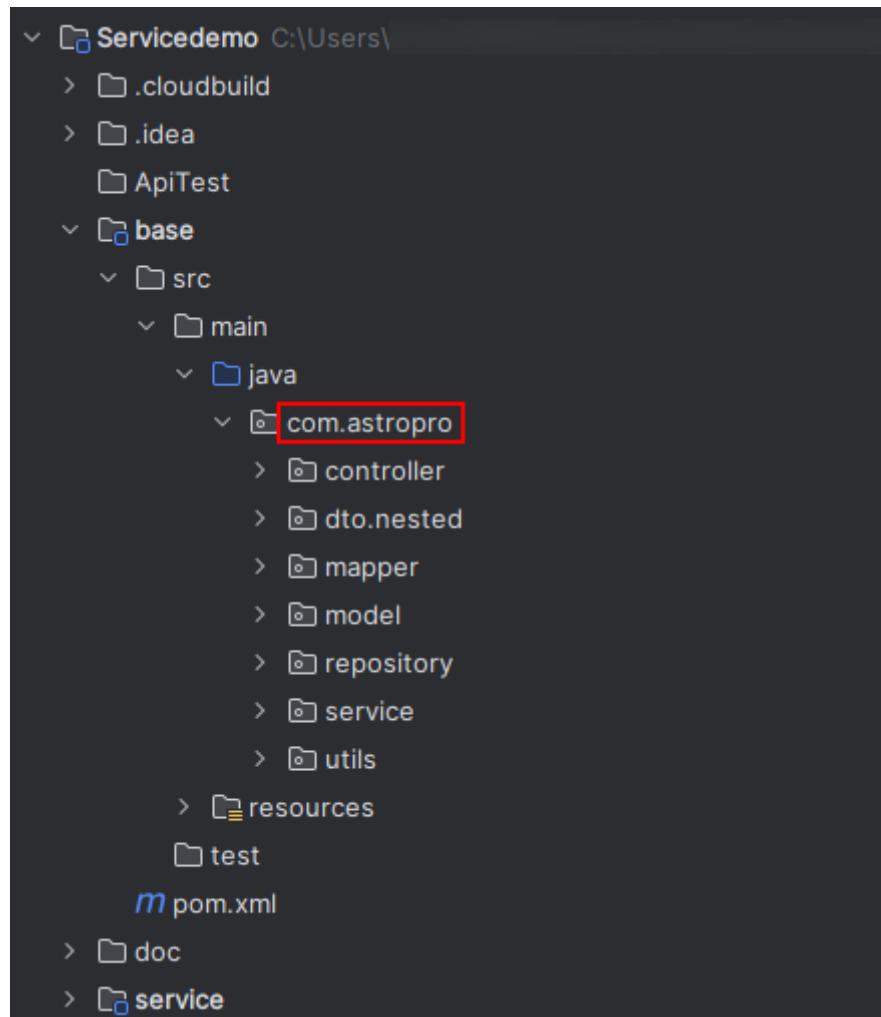 Servicedemo C:\Users\
.cloudbuild
.idea
ApiTest
base
src
main
java
com.astropro
controller
dto.nested
mapper
model
repository
service
utils
resources
test
m pom.xml
doc
service